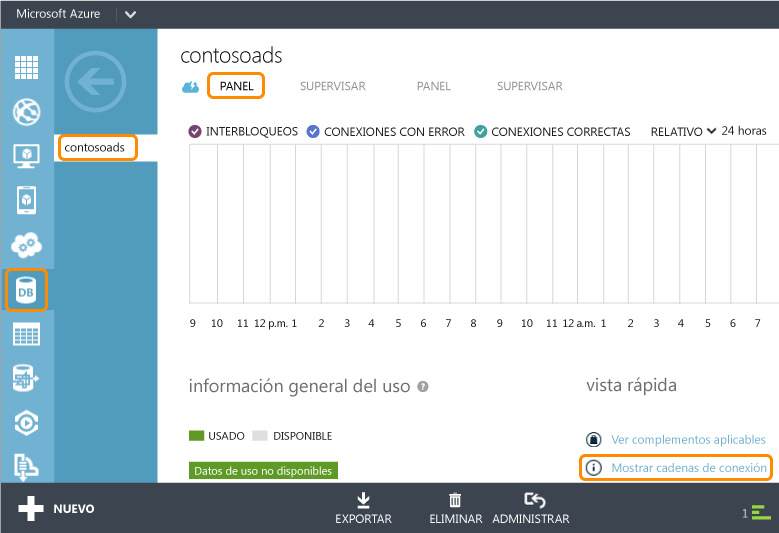 Microsoft Azure
contosoads
PANEL SUPERVISAR PANEL SUPERVISAR
contosoads
INTERBLOQUEOS CONEXIONES CON ERROR CONEXIONES CORRECTAS RELATIVO 24 horas
DB
9 10 11 12 p.m. 1 2 3 4 5 6 7 8 9 10 11 12 a.m. 1 2 3 4 5 6 7
información general del uso ?
vista rápida
USADO DISPONIBLE
Ver complementos aplicables
Datos de uso no disponibles
Mostrar cadenas de conexión
NUEVO
EXPORTAR ELIMINAR ADMINISTRAR
1